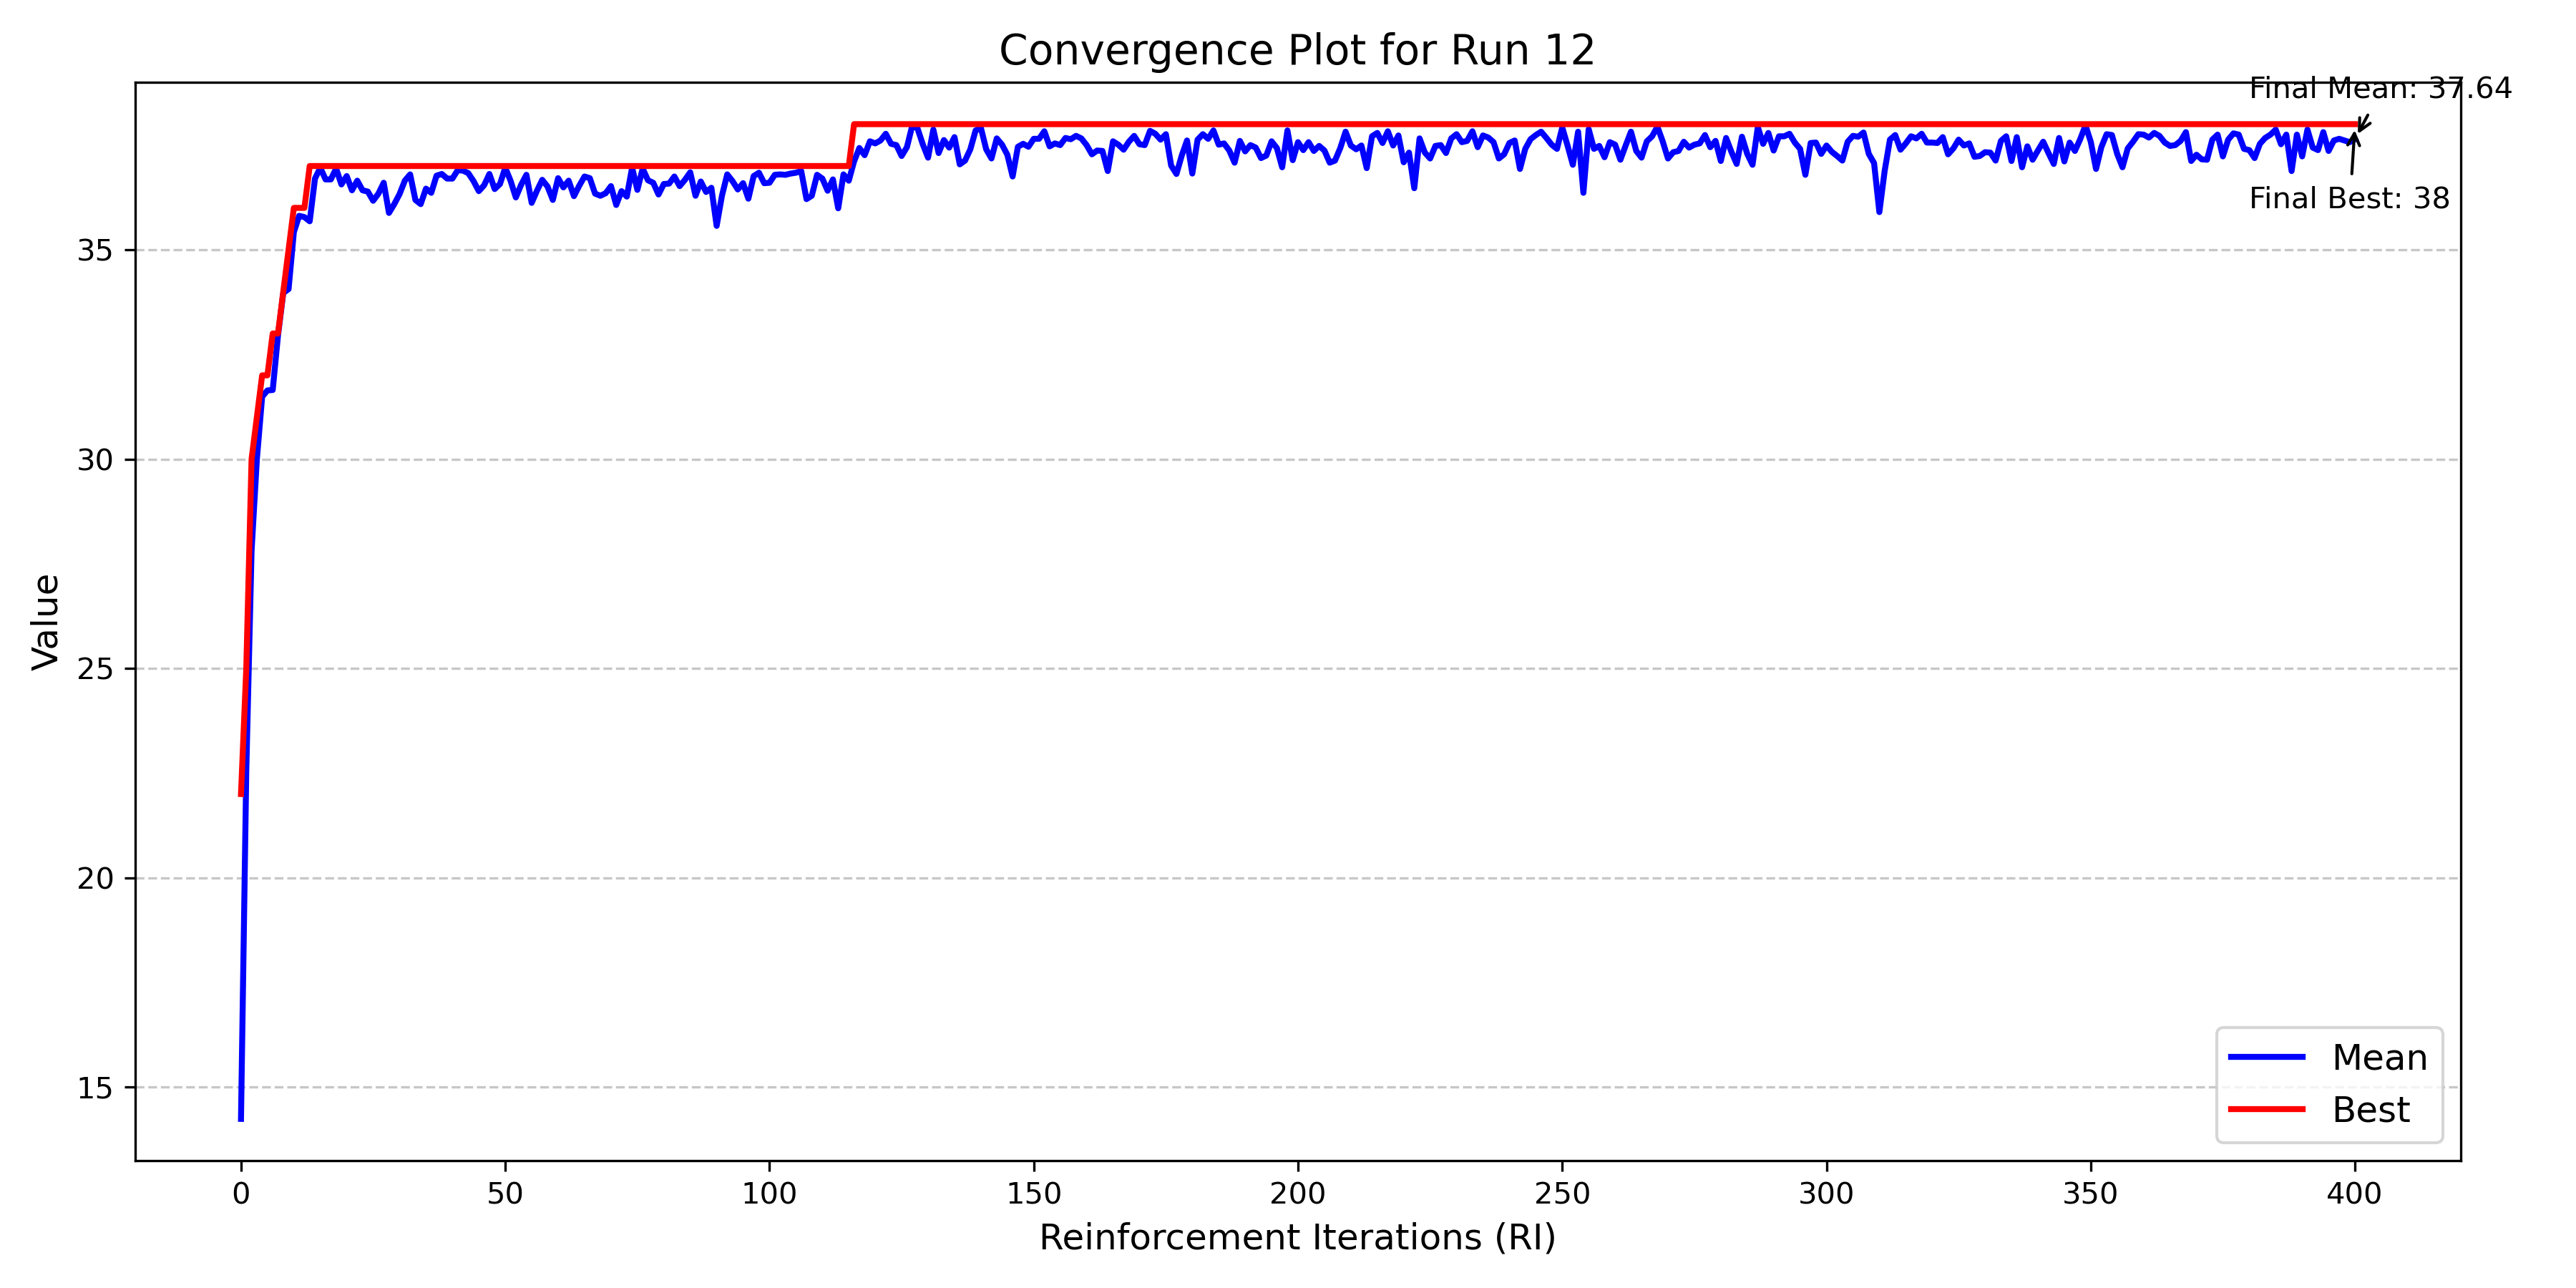 Convergence Plot for Run 12
Final Mean: 37.64
Final Best: 38
35
30
25
20
15
Value
0 50 100 150 200 250 300 350 400
Reinforcement Iterations (RI)
Mean
Best